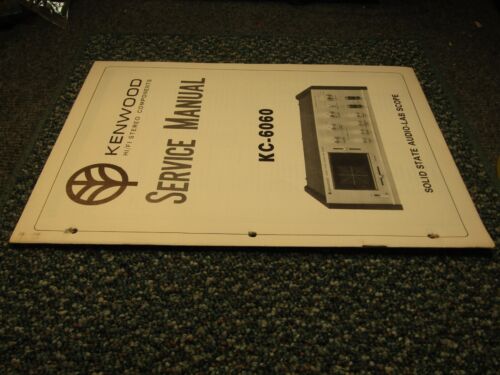 KENWOOD
HI/FI STEREO COMPONENTS
SERVICE MANUAL
KC-6060
SOLID STATE AUDIO-LAB SCOPE